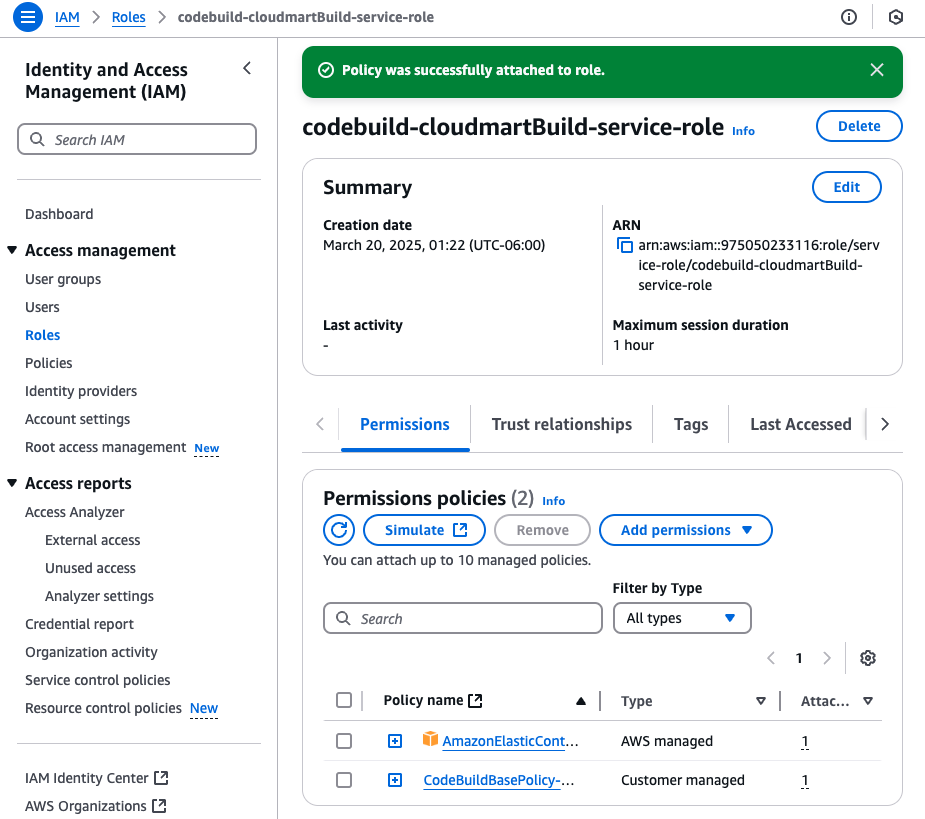 IAM > Roles > codebuild-cloudmartBuild-service-role
Identity and Access
Management (IAM)
Search IAM
Dashboard
Access management
User groups
Users
Roles
Policies
Identity providers
Account settings
Root access management New
Access reports
Access Analyzer
External access
Unused access
Analyzer settings
Credential report
Organization activity
Service control policies
Resource control policies New
IAM Identity Center
AWS Organizations
Policy was successfully attached to role.
codebuild-cloudmartBuild-service-role Info
Delete
Summary
Edit
Creation date
March 20, 2025, 01:22 (UTC-06:00)
ARN
arn:aws:iam::975050233116:role/serv
ice-role/codebuild-cloudmartBuild-
service-role
Last activity
-
Maximum session duration
1 hour
Permissions Trust relationships Tags Last Accessed
Permissions policies (2) Info
Simulate Remove Add permissions
You can attach up to 10 managed policies.
Filter by Type
Search All types
1
Policy name Type Attac...
AmazonElasticCont... AWS managed 1
CodeBuildBasePolicy-... Customer managed 1